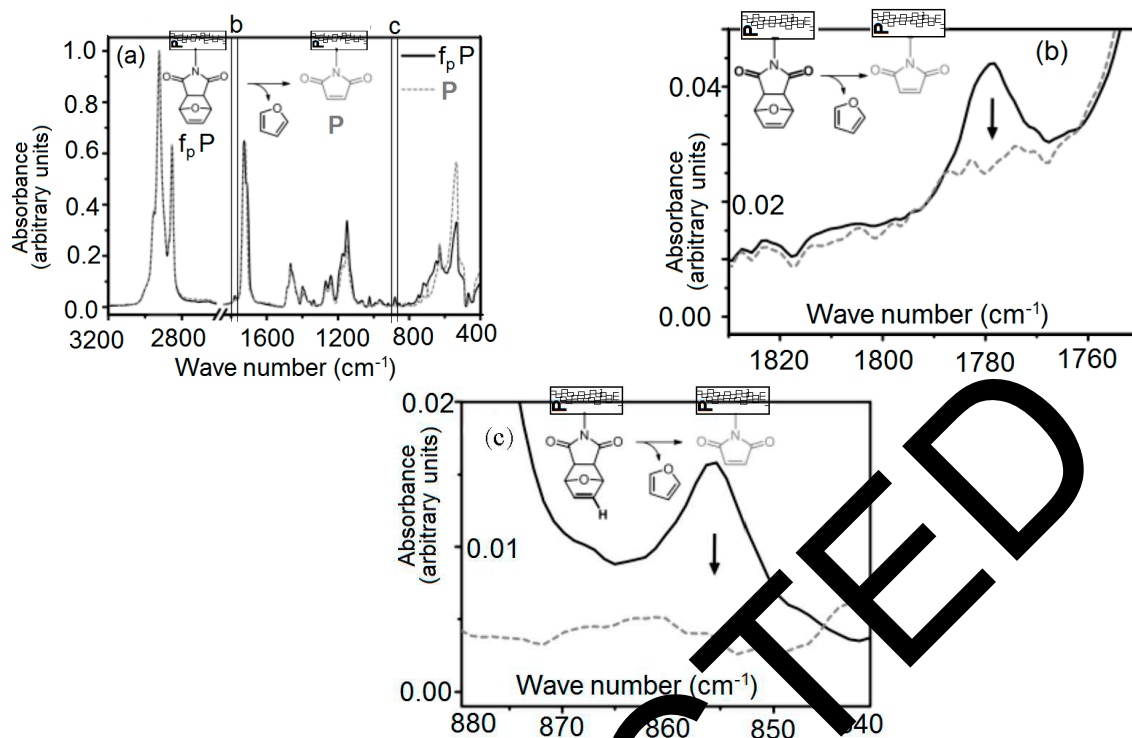 b
c
(a)
1.0
0.8
0.6
0.4
0.2
0.0
Absorbance
(arbitrary units)
3200
2800
1600
1200
800
400
Wave number (cm⁻¹)
P
N
O
O
O
O
f_p P
P
N
O
O
P
f_p P
P
(b)
0.04
0.02
0.00
Absorbance
(arbitrary units)
P
N
O
O
O
O
P
N
O
O
Wave number (cm⁻¹)
1820
1800
1780
1760
(c)
0.02
0.01
0.00
Absorbance
(arbitrary units)
P
N
O
O
O
H
O
P
N
O
O
Wave number (cm⁻¹)
880
870
860
850
840
CTED